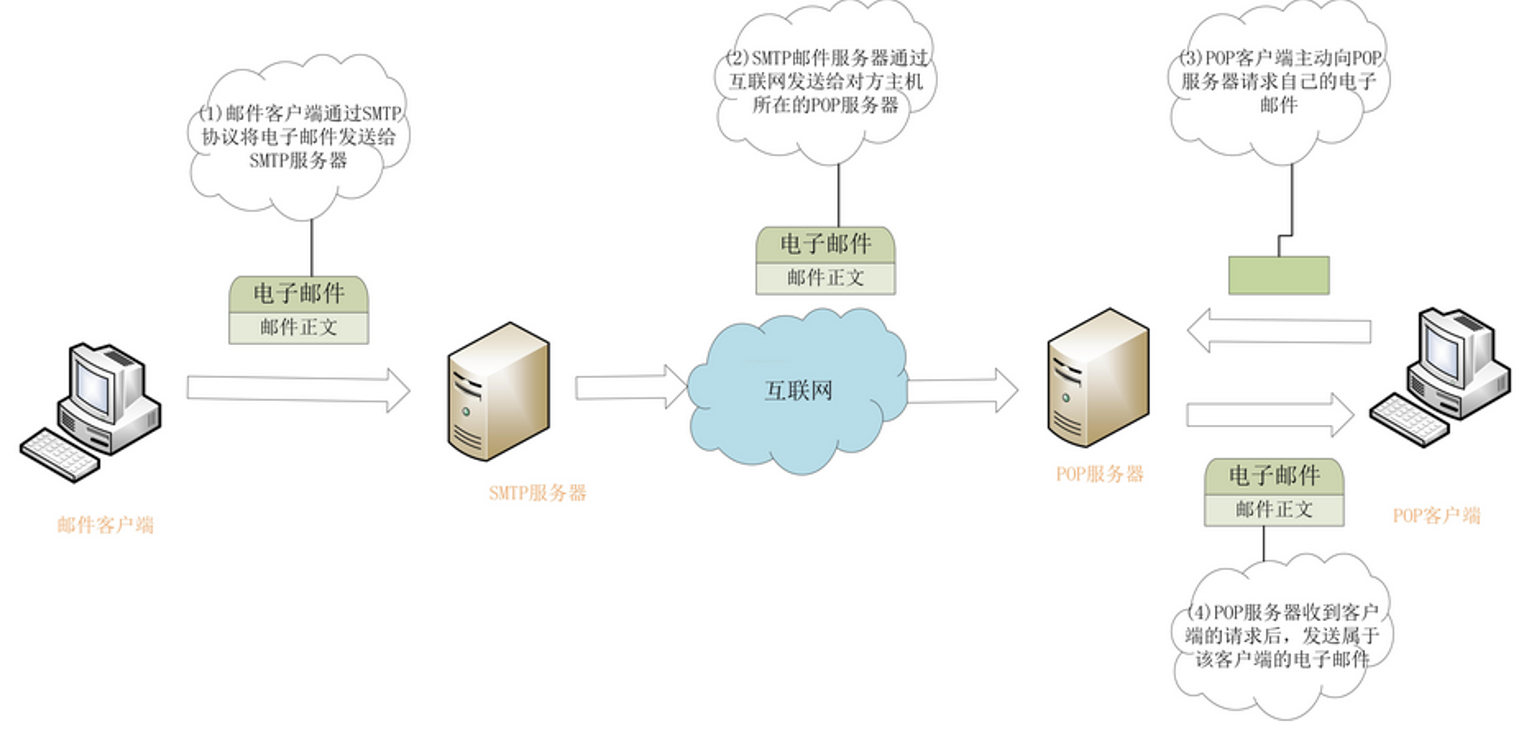 (1)邮件客户端通过SMTP
协议将电子邮件发送给
SMTP服务器
(2)SMTP邮件服务器通过
互联网发送给对方主机
所在的POP服务器
(3)POP客户端主动向POP
服务器请求自己的电子
邮件
电子邮件
邮件正文
电子邮件
邮件正文
互联网
邮件客户端
SMTP服务器
POP服务器
POP客户端
电子邮件
邮件正文
(4)POP服务器收到客户
端的请求后，发送属于
该客户端的电子邮件